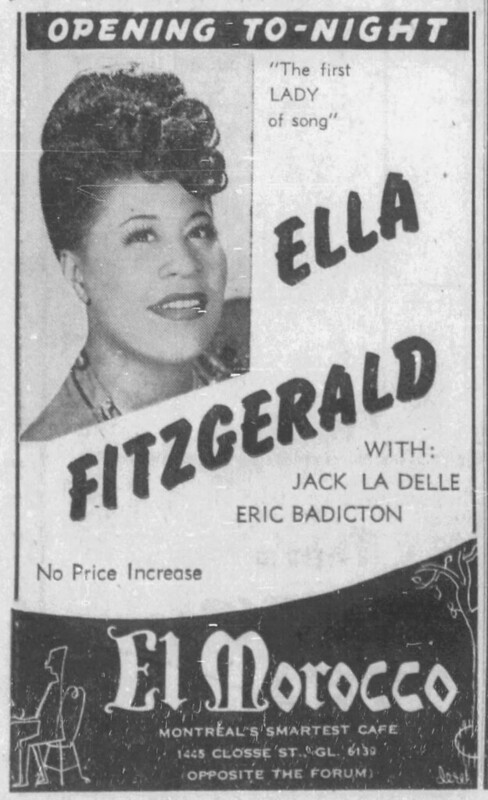 OPENING TO-NIGHT
"The first
LADY
of song"
ELLA
FITZGERALD
WITH:
JACK LA DELLE
ERIC BADICTON
No Price Increase
El Morocco
MONTREAL'S SMARTEST CAFE
1445 CLOSSE ST., GL. 6139
(OPPOSITE THE FORUM)